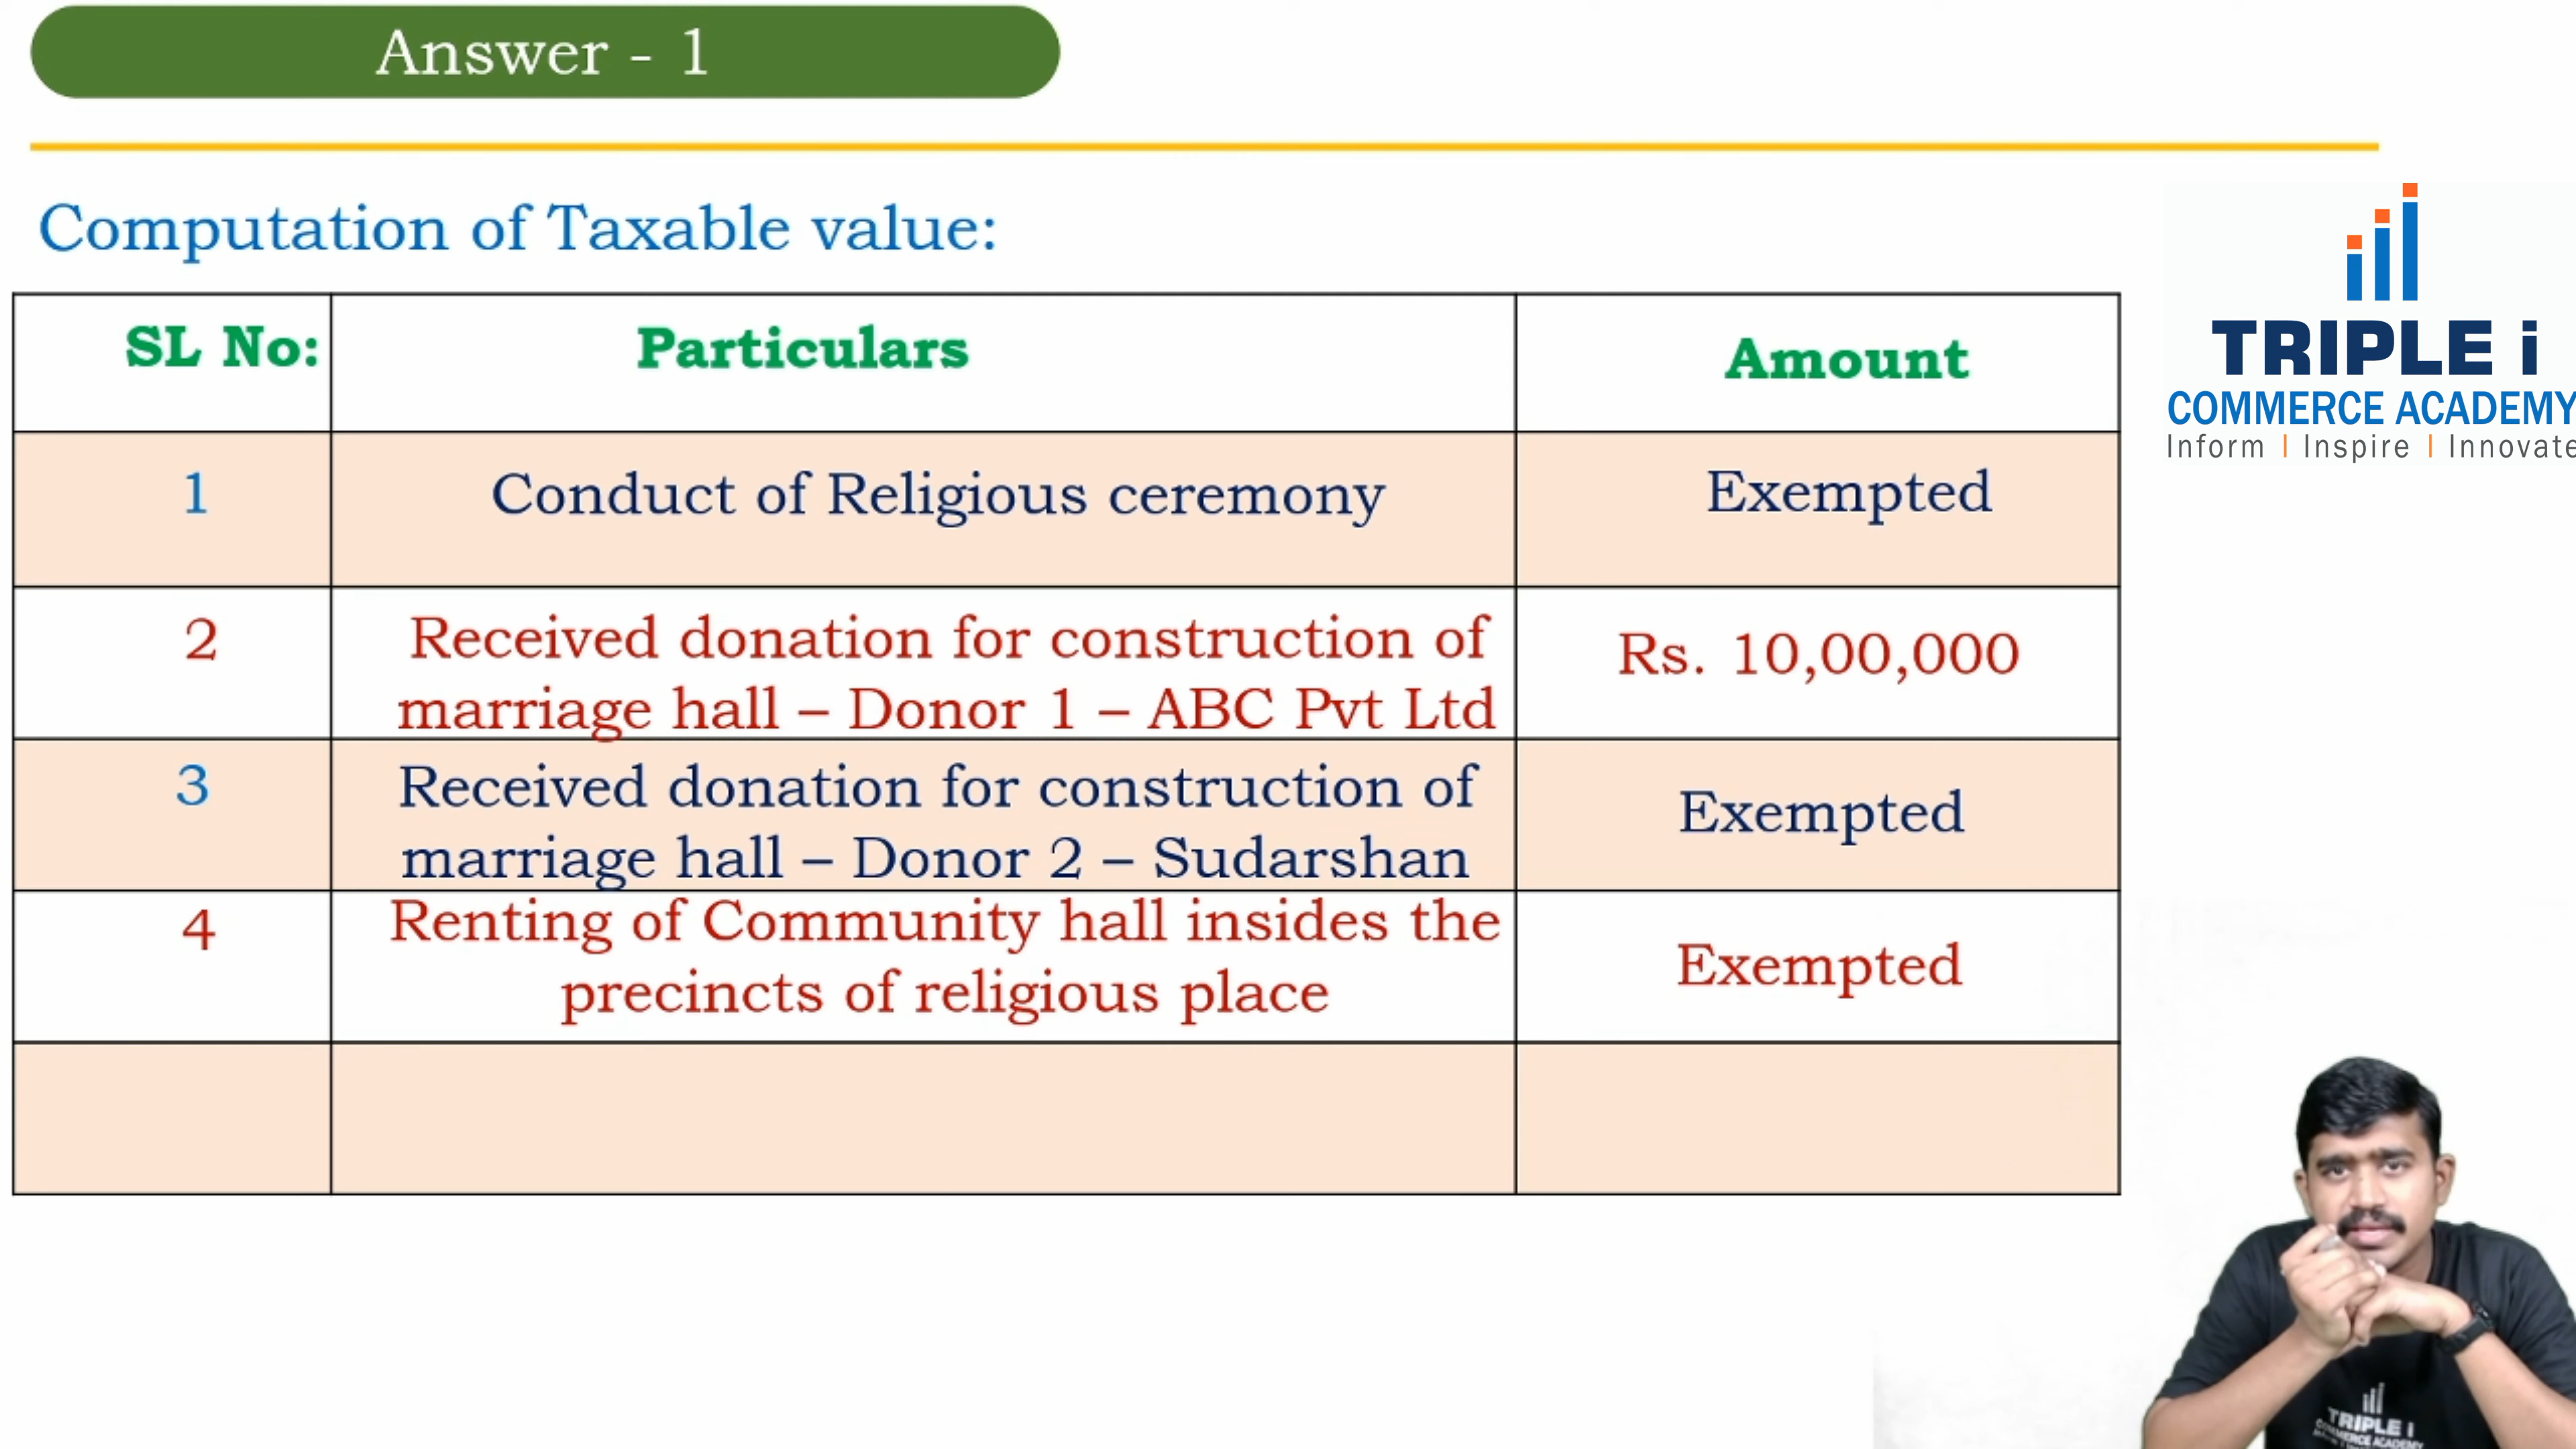 Answer - 1
Computation of Taxable value:
SL No:
Particulars
Amount
1
Conduct of Religious ceremony
Exempted
2
Received donation for construction of
marriage hall – Donor 1 – ABC Pvt Ltd
Rs. 10,00,000
3
Received donation for construction of
marriage hall – Donor 2 – Sudarshan
Exempted
4
Renting of Community hall insides the
precincts of religious place
Exempted
TRIPLE i
COMMERCE ACADEMY
Inform | Inspire | Innovate
TRIPLE i
COMMERCE ACADEMY